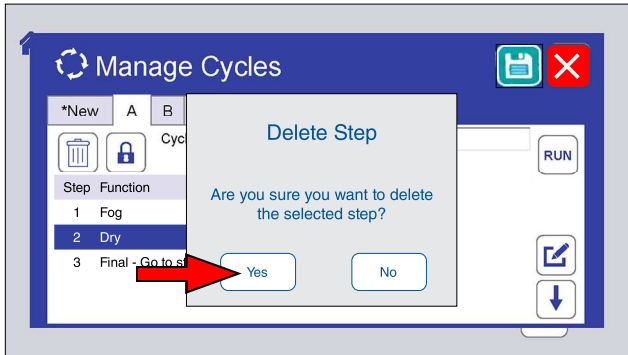 Manage Cycles
*New A B
Cycl
RUN
Step Function
1 Fog
2 Dry
3 Final - Go to st
Delete Step
Are you sure you want to delete
the selected step?
Yes No